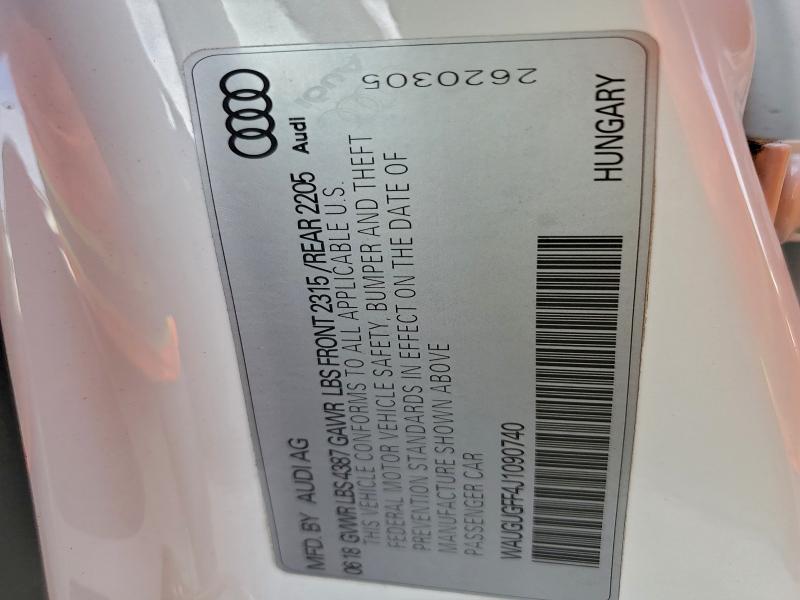 MFD. BY AUDI AG
06 18 GVWR LBS 4387 GAWR LBS FRONT 2315 /REAR 2205
THIS VEHICLE CONFORMS TO ALL APPLICABLE U.S.
FEDERAL MOTOR VEHICLE SAFETY, BUMPER AND THEFT
PREVENTION STANDARDS IN EFFECT ON THE DATE OF
MANUFACTURE SHOWN ABOVE
PASSENGER CAR
WAUGUGFF4J1090740
Audi
Audi
2620305
HUNGARY